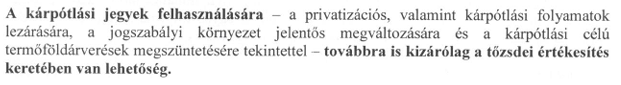 A kárpótlási jegyek felhasználására – a privatizációs, valamint kárpótlási folyamatok
lezárására, a jogszabályi környezet jelentős megváltozására és a kárpótlási célú
termőföldárverések megszüntetésére tekintettel – továbbra is kizárólag a tőzsdei értékesítés
keretében van lehetőség.